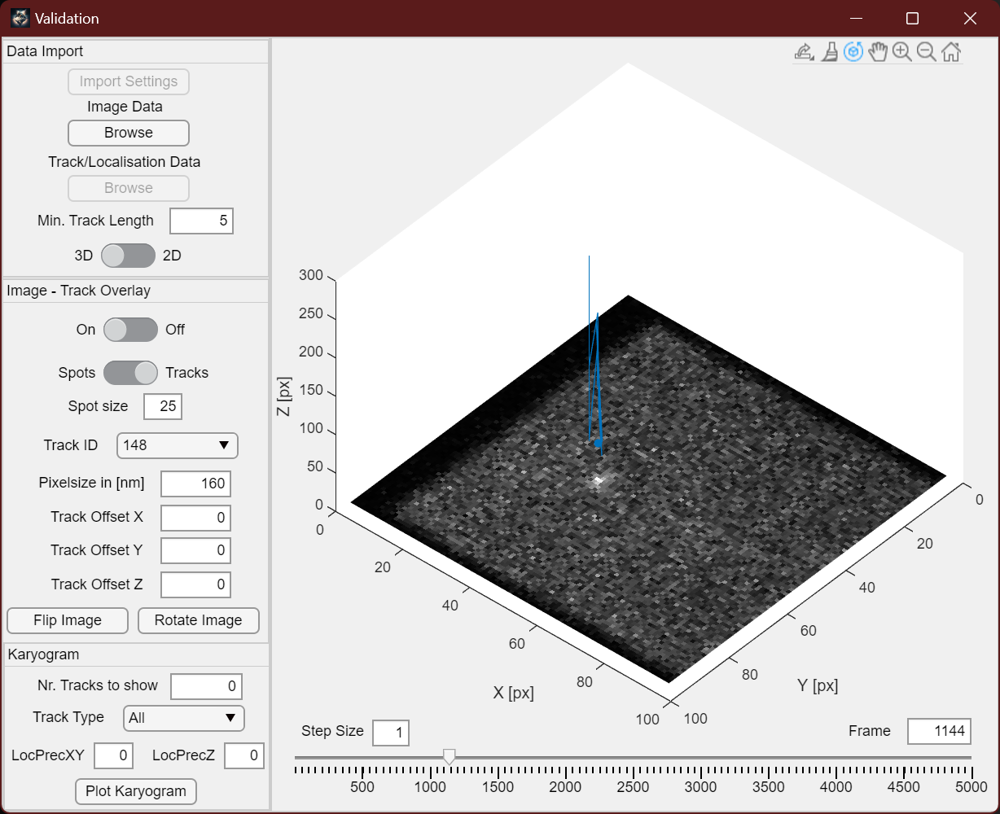 Validation
Data Import
Import Settings
Image Data
Browse
Track/Localisation Data
Browse
Min. Track Length 5
3D 2D
Image - Track Overlay
On Off
Spots Tracks
Spot size 25
Track ID 148
Pixelsize in [nm] 160
Track Offset X 0
Track Offset Y 0
Track Offset Z 0
Flip Image Rotate Image
Karyogram
Nr. Tracks to show 0
Track Type All
LocPrecXY 0 LocPrecZ 0
Plot Karyogram
Z [px]
300
250
200
150
100
50
0
0
20
40
60
80
100
X [px]
0
20
40
60
80
100
Y [px]
Step Size 1
Frame 1144
500 1000 1500 2000 2500 3000 3500 4000 4500 5000